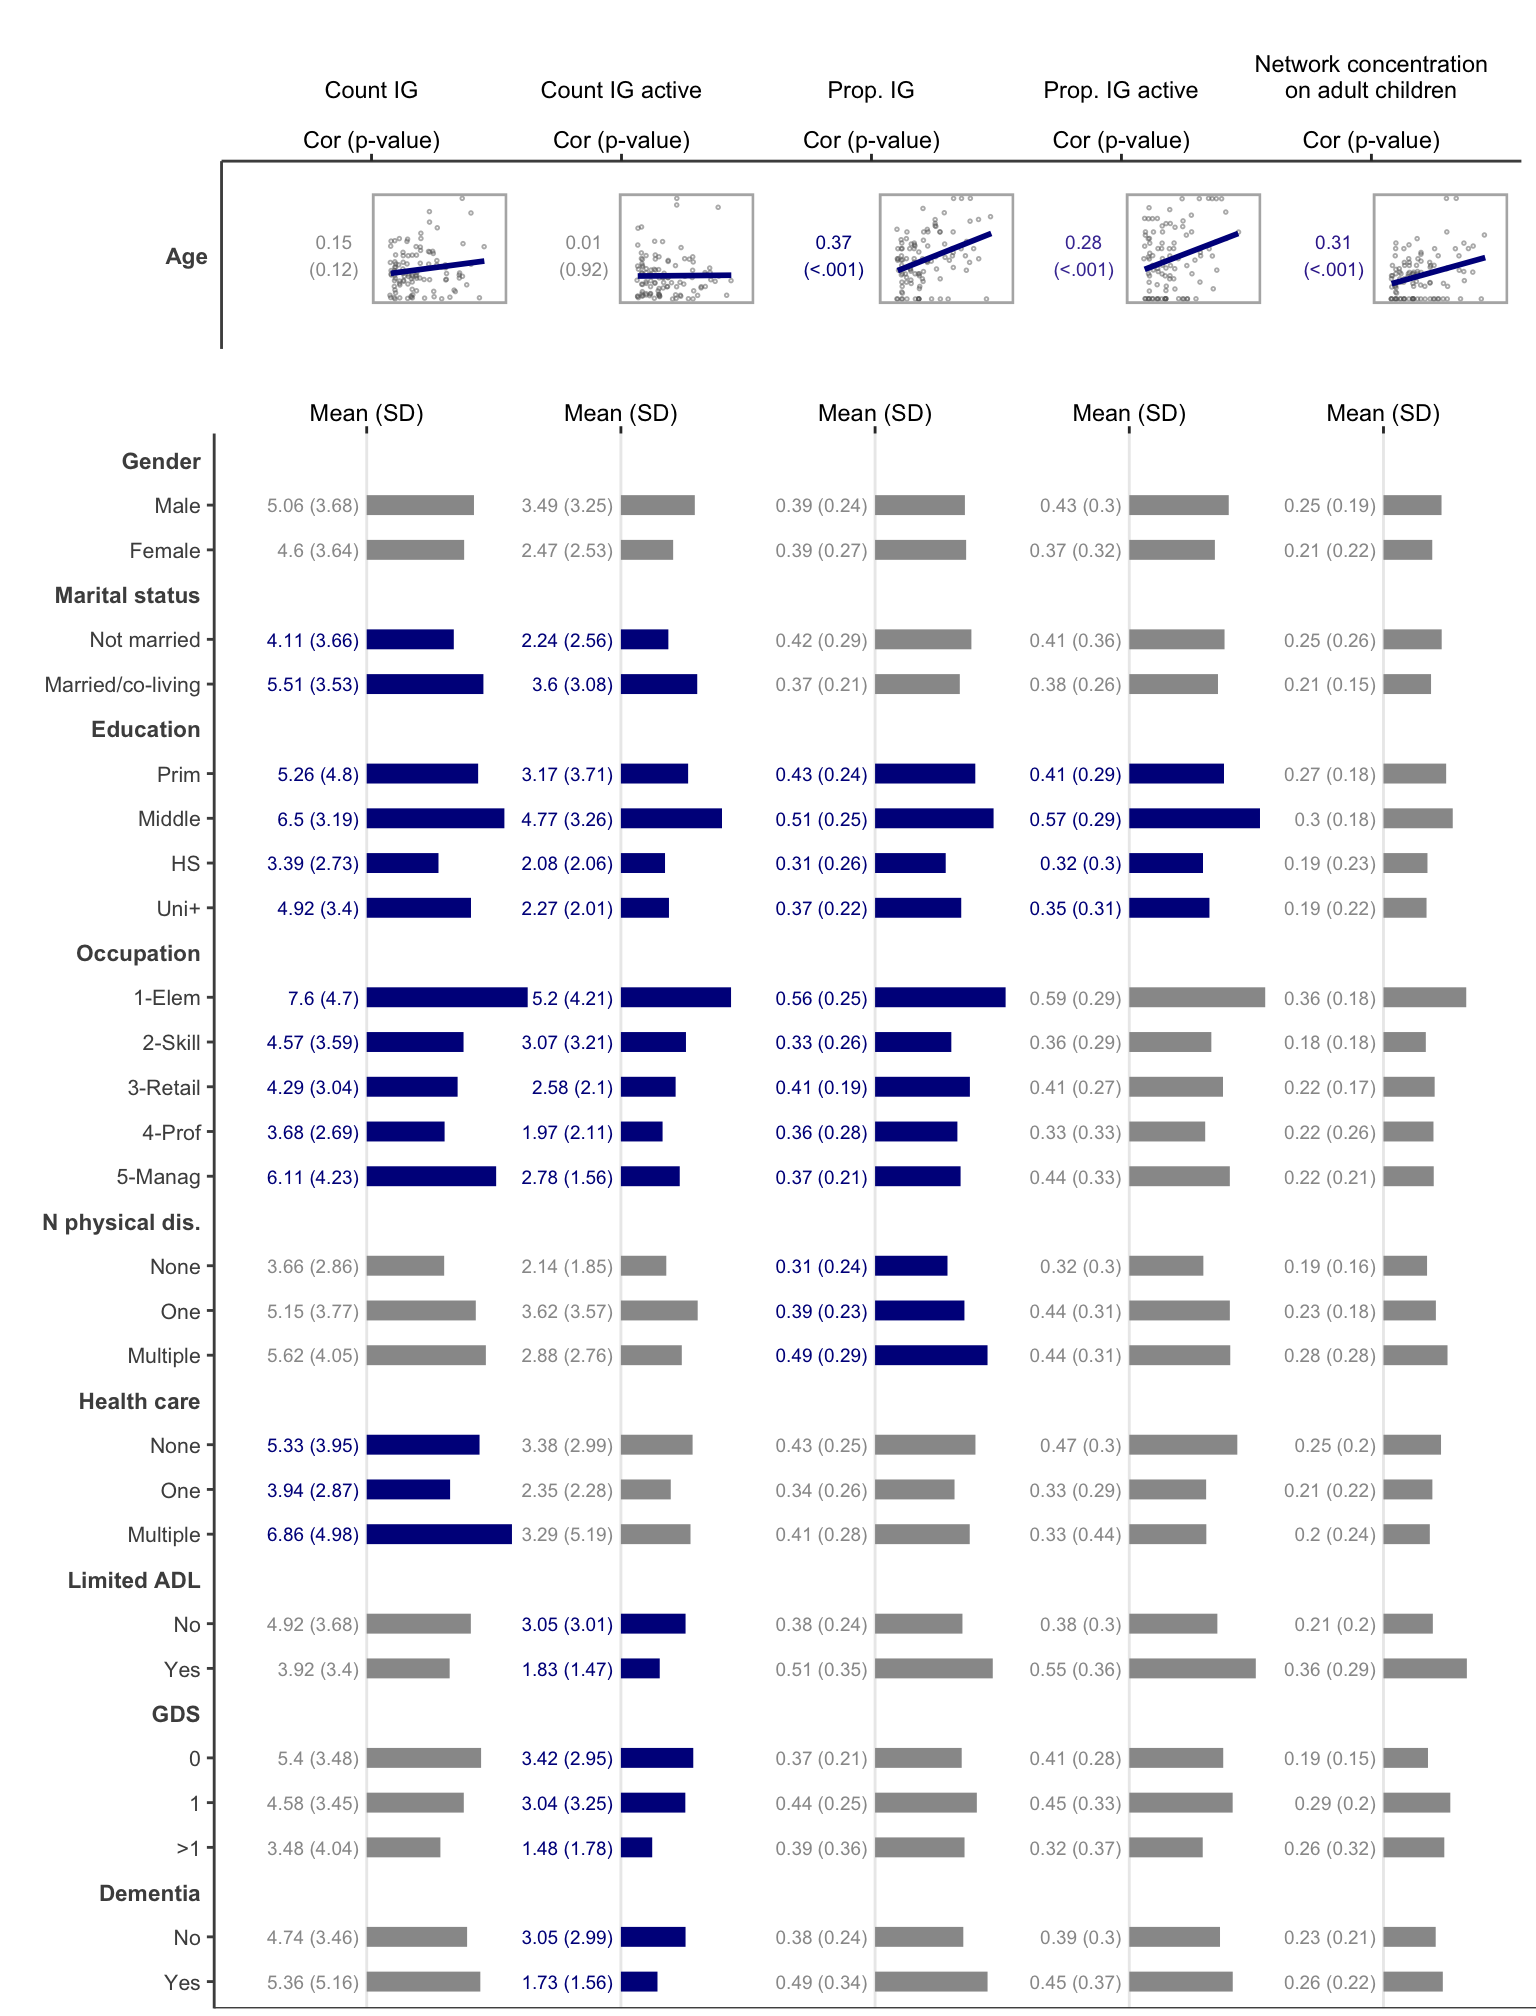 Network concentration
Count IG Count IG active Prop. IG Prop. IG active on adult children
Cor (p-value) Cor (p-value) Cor (p-value) Cor (p-value) Cor (p-value)
0.15 0.01 0.37 0.28 0.31
Age
(0.12) (0.92) (<.001) (<.001) (<.001)
Mean (SD) Mean (SD) Mean (SD) Mean (SD) Mean (SD)
Gender
Male 5.06 (3.68) 3.49 (3.25) 0.39 (0.24) 0.43 (0.3) 0.25 (0.19)
Female 4.6 (3.64) 2.47 (2.53) 0.39 (0.27) 0.37 (0.32) 0.21 (0.22)
Marital status
Not married 4.11 (3.66) 2.24 (2.56) 0.42 (0.29) 0.41 (0.36) 0.25 (0.26)
Married/co-living 5.51 (3.53) 3.6 (3.08) 0.37 (0.21) 0.38 (0.26) 0.21 (0.15)
Education
Prim 5.26 (4.8) 3.17 (3.71) 0.43 (0.24) 0.41 (0.29) 0.27 (0.18)
Middle 6.5 (3.19) 4.77 (3.26) 0.51 (0.25) 0.57 (0.29) 0.3 (0.18)
HS 3.39 (2.73) 2.08 (2.06) 0.31 (0.26) 0.32 (0.3) 0.19 (0.23)
Uni+ 4.92 (3.4) 2.27 (2.01) 0.37 (0.22) 0.35 (0.31) 0.19 (0.22)
Occupation
1-Elem 7.6 (4.7) 5.2 (4.21) 0.56 (0.25) 0.59 (0.29) 0.36 (0.18)
2-Skill 4.57 (3.59) 3.07 (3.21) 0.33 (0.26) 0.36 (0.29) 0.18 (0.18)
3-Retail 4.29 (3.04) 2.58 (2.1) 0.41 (0.19) 0.41 (0.27) 0.22 (0.17)
4-Prof 3.68 (2.69) 1.97 (2.11) 0.36 (0.28) 0.33 (0.33) 0.22 (0.26)
5-Manag 6.11 (4.23) 2.78 (1.56) 0.37 (0.21) 0.44 (0.33) 0.22 (0.21)
N physical dis.
None 3.66 (2.86) 2.14 (1.85) 0.31 (0.24) 0.32 (0.3) 0.19 (0.16)
One 5.15 (3.77) 3.62 (3.57) 0.39 (0.23) 0.44 (0.31) 0.23 (0.18)
Multiple 5.62 (4.05) 2.88 (2.76) 0.49 (0.29) 0.44 (0.31) 0.28 (0.28)
Health care
None 5.33 (3.95) 3.38 (2.99) 0.43 (0.25) 0.47 (0.3) 0.25 (0.2)
One 3.94 (2.87) 2.35 (2.28) 0.34 (0.26) 0.33 (0.29) 0.21 (0.22)
Multiple 6.86 (4.98) 3.29 (5.19) 0.41 (0.28) 0.33 (0.44) 0.2 (0.24)
Limited ADL
No 4.92 (3.68) 3.05 (3.01) 0.38 (0.24) 0.38 (0.3) 0.21 (0.2)
Yes 3.92 (3.4) 1.83 (1.47) 0.51 (0.35) 0.55 (0.36) 0.36 (0.29)
GDS
0 5.4 (3.48) 3.42 (2.95) 0.37 (0.21) 0.41 (0.28) 0.19 (0.15)
1 4.58 (3.45) 3.04 (3.25) 0.44 (0.25) 0.45 (0.33) 0.29 (0.2)
>1 3.48 (4.04) 1.48 (1.78) 0.39 (0.36) 0.32 (0.37) 0.26 (0.32)
Dementia
No 4.74 (3.46) 3.05 (2.99) 0.38 (0.24) 0.39 (0.3) 0.23 (0.21)
Yes 5.36 (5.16) 1.73 (1.56) 0.49 (0.34) 0.45 (0.37) 0.26 (0.22)